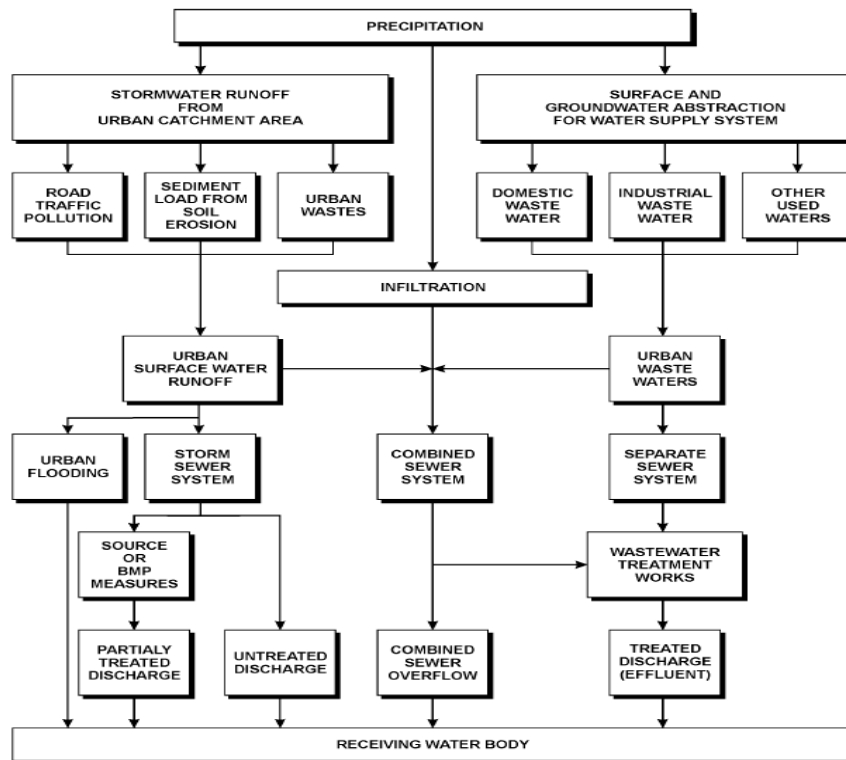 PRECIPITATION
STORMWATER RUNOFF
FROM
URBAN CATCHMENT AREA
SURFACE AND
GROUNDWATER ABSTRACTION
FOR WATER SUPPLY SYSTEM
ROAD
TRAFFIC
POLLUTION
SEDIMENT
LOAD FROM
SOIL
EROSION
URBAN
WASTES
DOMESTIC
WASTE
WATER
INDUSTRIAL
WASTE
WATER
OTHER
USED
WATERS
INFILTRATION
URBAN
SURFACE WATER
RUNOFF
URBAN
WASTE
WATERS
URBAN
FLOODING
STORM
SEWER
SYSTEM
COMBINED
SEWER
SYSTEM
SEPARATE
SEWER
SYSTEM
SOURCE
OR
BMP
MEASURES
WASTEWATER
TREATMENT
WORKS
PARTIALY
TREATED
DISCHARGE
UNTREATED
DISCHARGE
COMBINED
SEWER
OVERFLOW
TREATED
DISCHARGE
(EFFLUENT)
RECEIVING WATER BODY